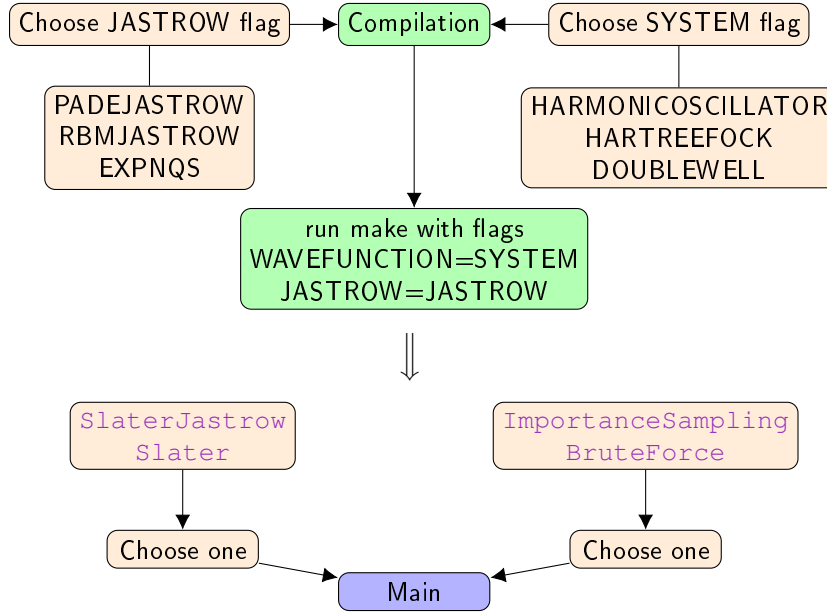 Choose JASTROW flag
Compilation
Choose SYSTEM flag
PADEJASTROW
RBMJASTROW
EXPNQS
HARMONICOSCILLATOR
HARTREEFOCK
DOUBLEWELL
run make with flags
WAVEFUNCTION=SYSTEM
JASTROW=JASTROW
SlaterJastrow
Slater
ImportanceSampling
BruteForce
Choose one
Choose one
Main